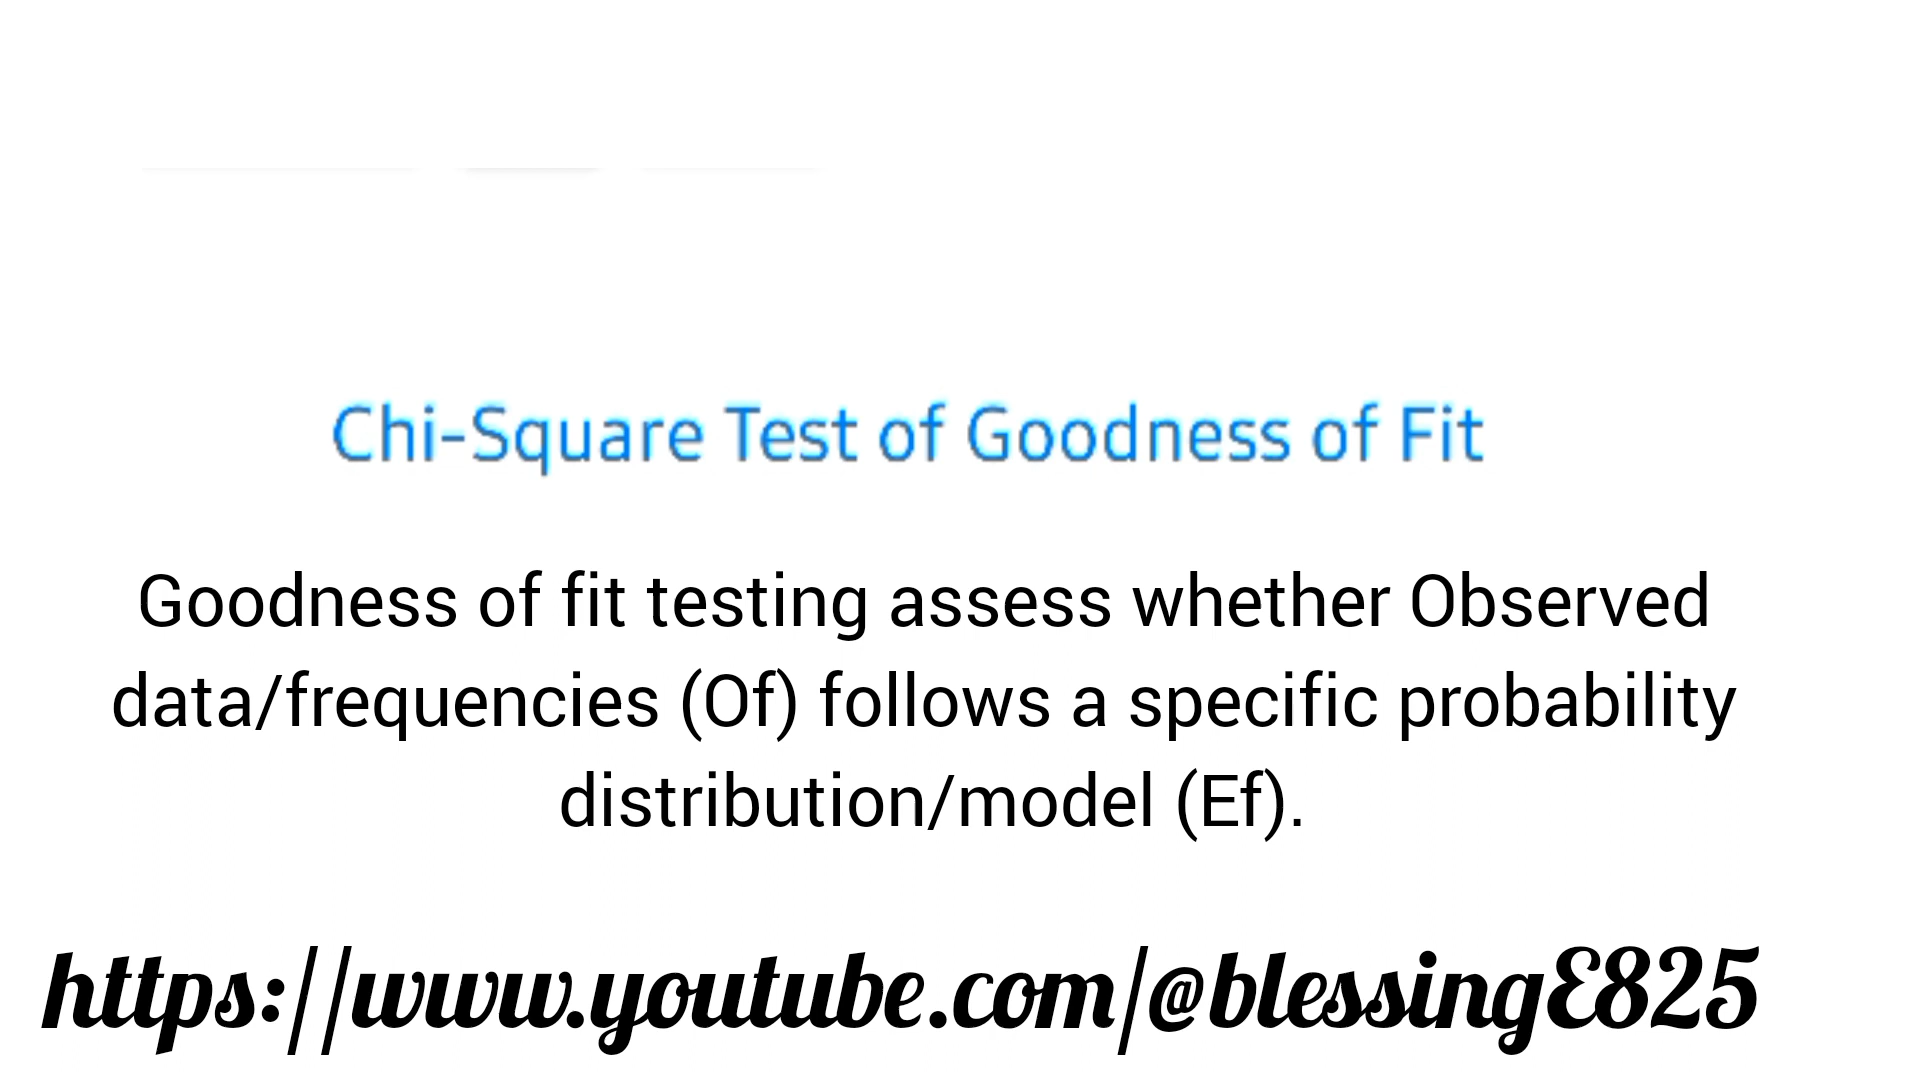 Chi-Square Test of Goodness of Fit
Goodness of fit testing assess whether Observed
data/frequencies (Of) follows a specific probability
distribution/model (Ef).
https://www.youtube.com/@blessingE825